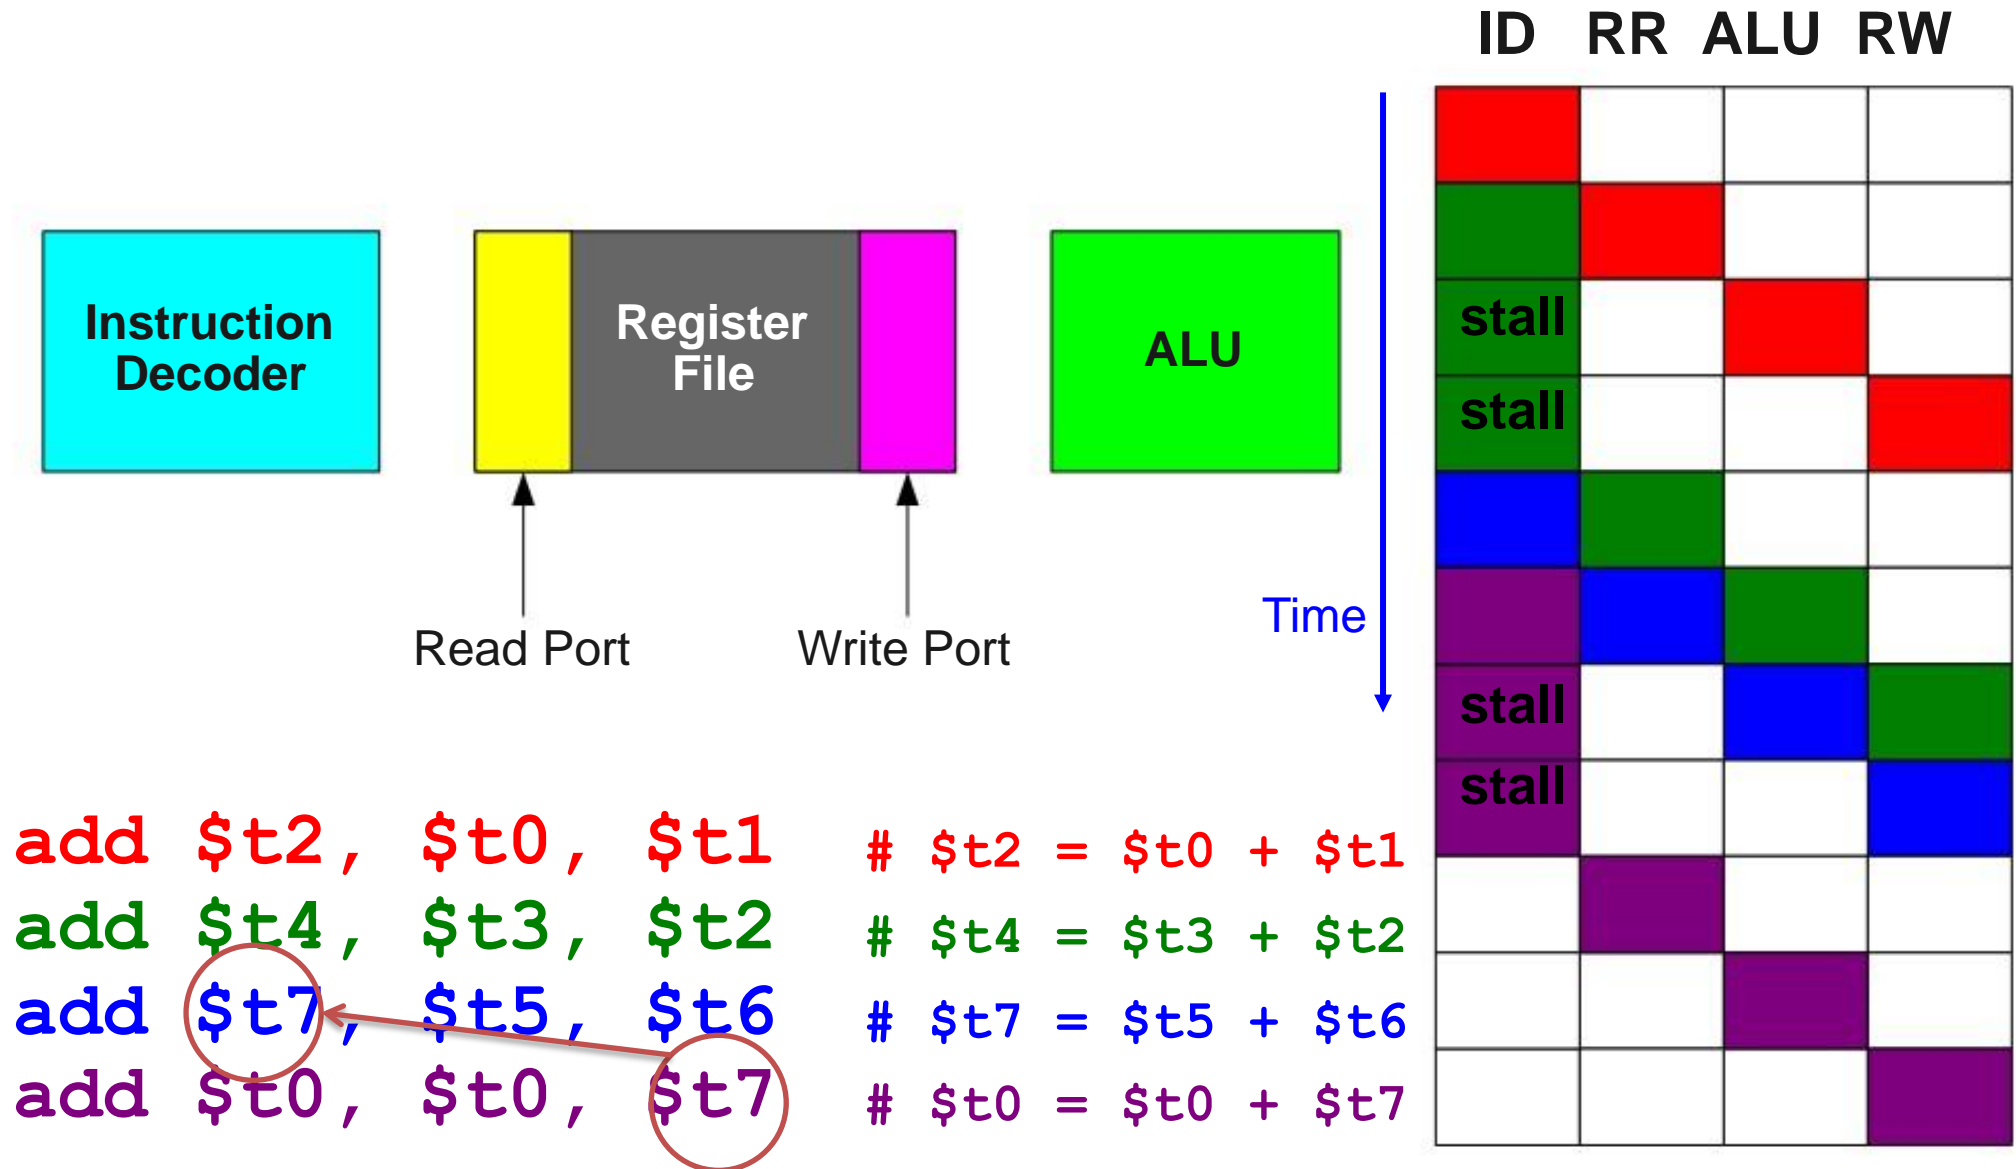 ID RR ALU RW
Instruction
Decoder
Register
File
ALU
Read Port
Write Port
Time
stall
stall
stall
stall
add $t2, $t0, $t1 # $t2 = $t0 + $t1
add $t4, $t3, $t2 # $t4 = $t3 + $t2
add $t7, $t5, $t6 # $t7 = $t5 + $t6
add $t0, $t0, $t7 # $t0 = $t0 + $t7